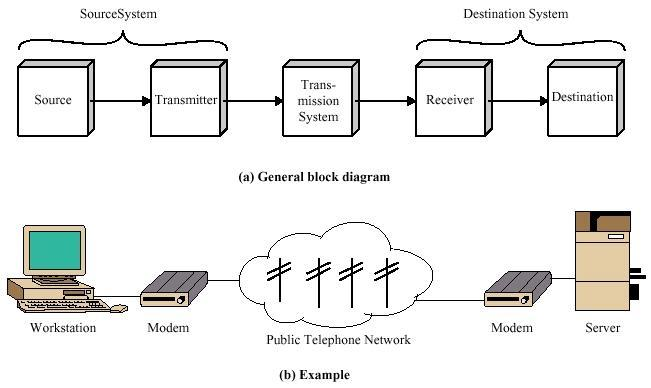 SourceSystem
Destination System
Source
Transmitter
Trans-
mission
System
Receiver
Destination
(a) General block diagram
Workstation
Modem
Public Telephone Network
Modem
Server
(b) Example